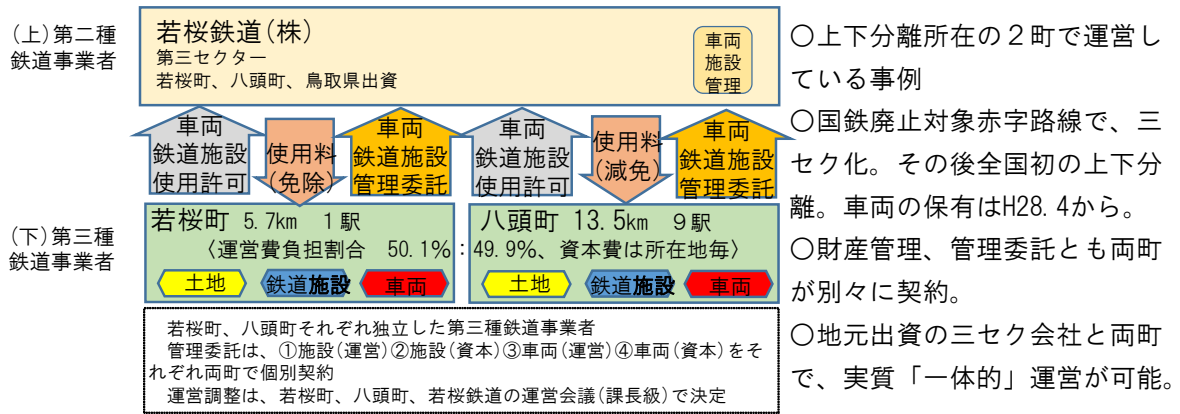 (上)第二種
鉄道事業者
若桜鉄道(株)
第三セクター
若桜町、八頭町、鳥取県出資
車両
施設
管理
車両
鉄道施設
使用許可
使用料
(免除)
車両
鉄道施設
管理委託
車両
鉄道施設
使用許可
使用料
(減免)
車両
鉄道施設
管理委託
(下)第三種
鉄道事業者
若桜町 5.7km 1駅
八頭町 13.5km 9駅
〈運営費負担割合 50.1%:49.9%、資本費は所在地毎〉
土地
鉄道施設
車両
土地
鉄道施設
車両
若桜町、八頭町それぞれ独立した第三種鉄道事業者
管理委託は、①施設(運営)②施設(資本)③車両(運営)④車両(資本)をそ
れぞれ両町で個別契約
運営調整は、若桜町、八頭町、若桜鉄道の運営会議(課長級)で決定
〇上下分離所在の2町で運営し
ている事例
〇国鉄廃止対象赤字路線で、三
セク化。その後全国初の上下分
離。車両の保有はH28.4から。
〇財産管理、管理委託とも両町
が別々に契約。
〇地元出資の三セク会社と両町
で、実質「一体的」運営が可能。